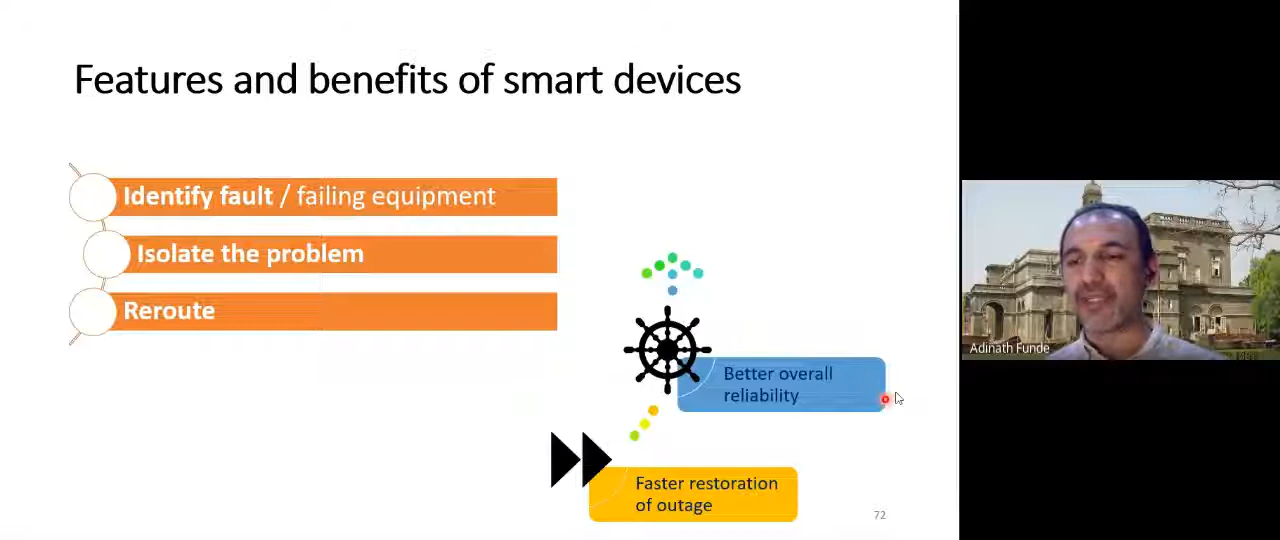 Features and benefits of smart devices
Identify fault / failing equipment
Isolate the problem
Reroute
Better overall
reliability
Faster restoration
of outage
72
Adinath Funde